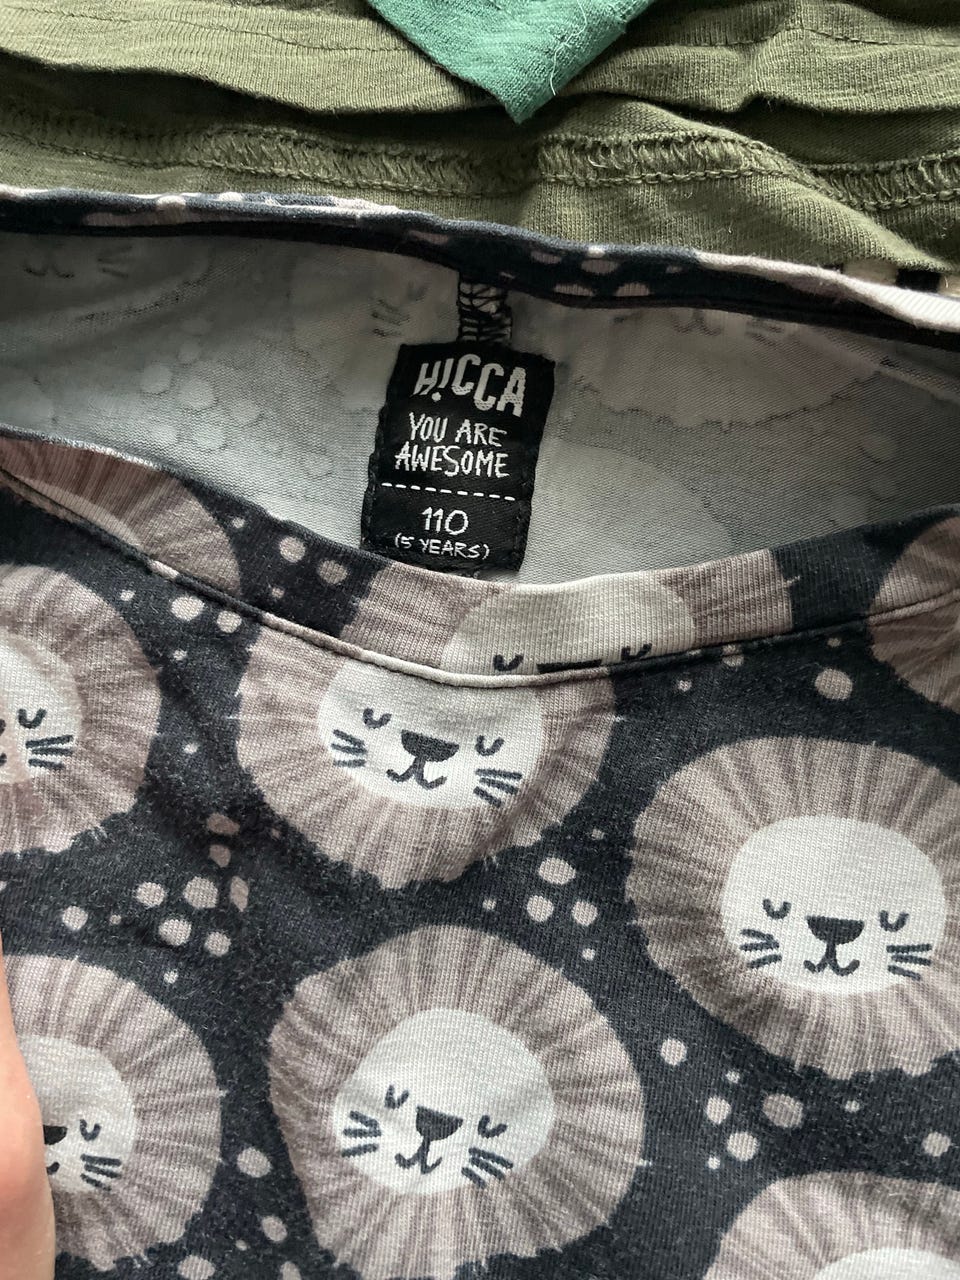 H!CCA
YOU ARE
AWESOME
110
(5 YEARS)